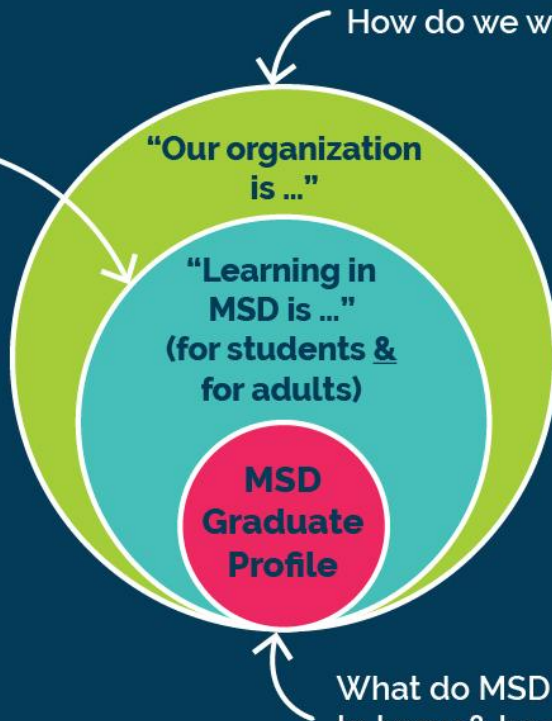 How do we w
“Our organization
is ...”
“Learning in
MSD is ...”
(for students &
for adults)
MSD
Graduate
Profile
What do MSD